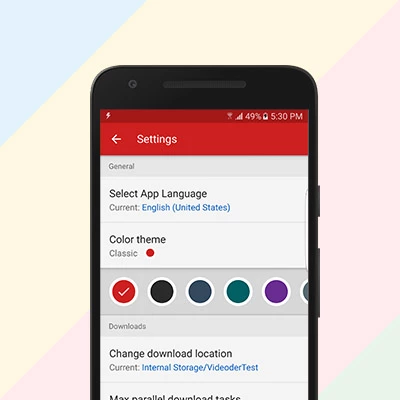 49% 5:30 PM
Settings
General
Select App Language
Current: English (United States)
Color theme
Classic
Downloads
Change download location
Current: Internal Storage/VideoderTest
Max parallel download tasks